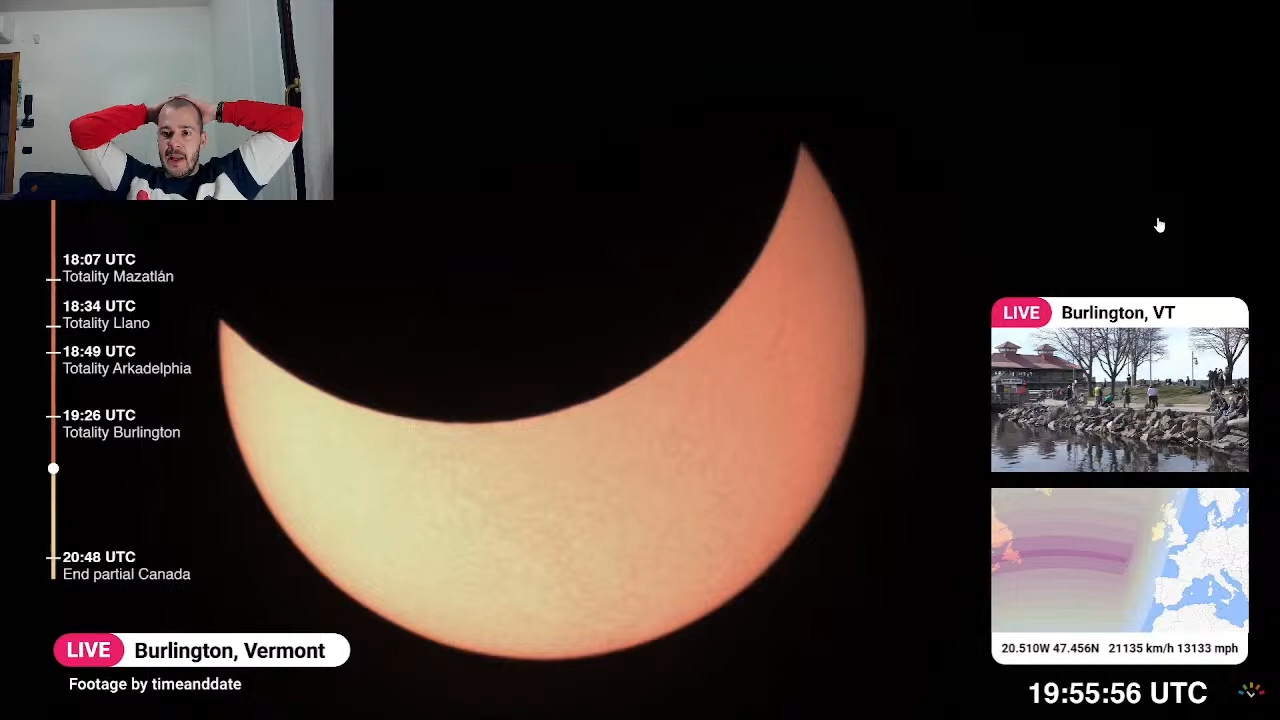 18:07 UTC
Totality Mazatlán
18:34 UTC
Totality Llano
18:49 UTC
Totality Arkadelphia
19:26 UTC
Totality Burlington
20:48 UTC
End partial Canada
LIVE Burlington, Vermont
Footage by timeanddate
LIVE Burlington, VT
20.510W 47.456N 21135 km/h 13133 mph
19:55:56 UTC